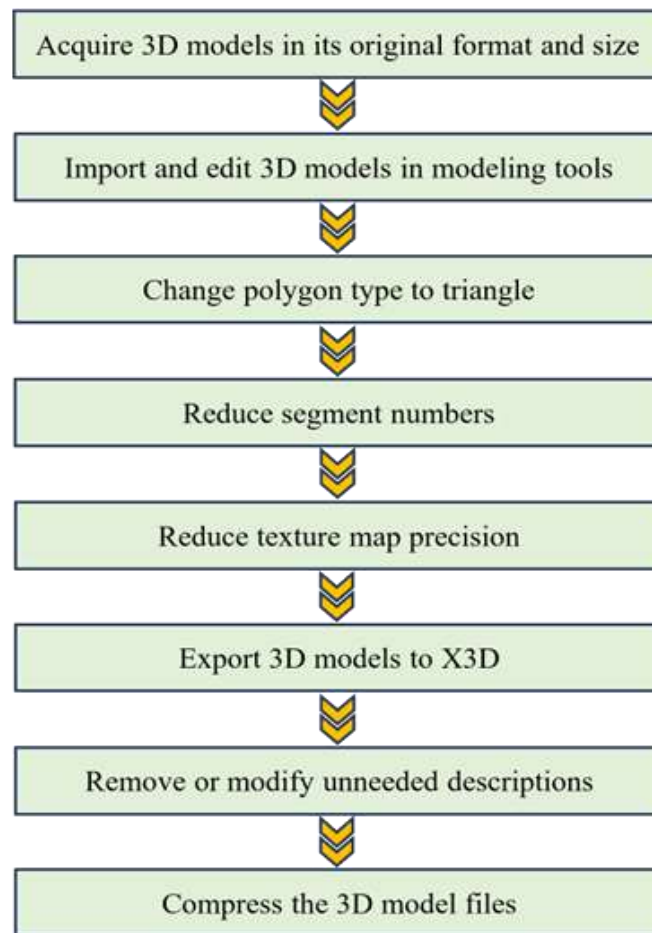 Acquire 3D models in its original format and size
Import and edit 3D models in modeling tools
Change polygon type to triangle
Reduce segment numbers
Reduce texture map precision
Export 3D models to X3D
Remove or modify unneeded descriptions
Compress the 3D model files